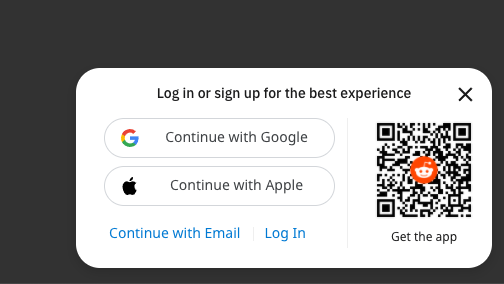 Log in or sign up for the best experience
Continue with Google
Continue with Apple
Continue with Email
Log In
Get the app